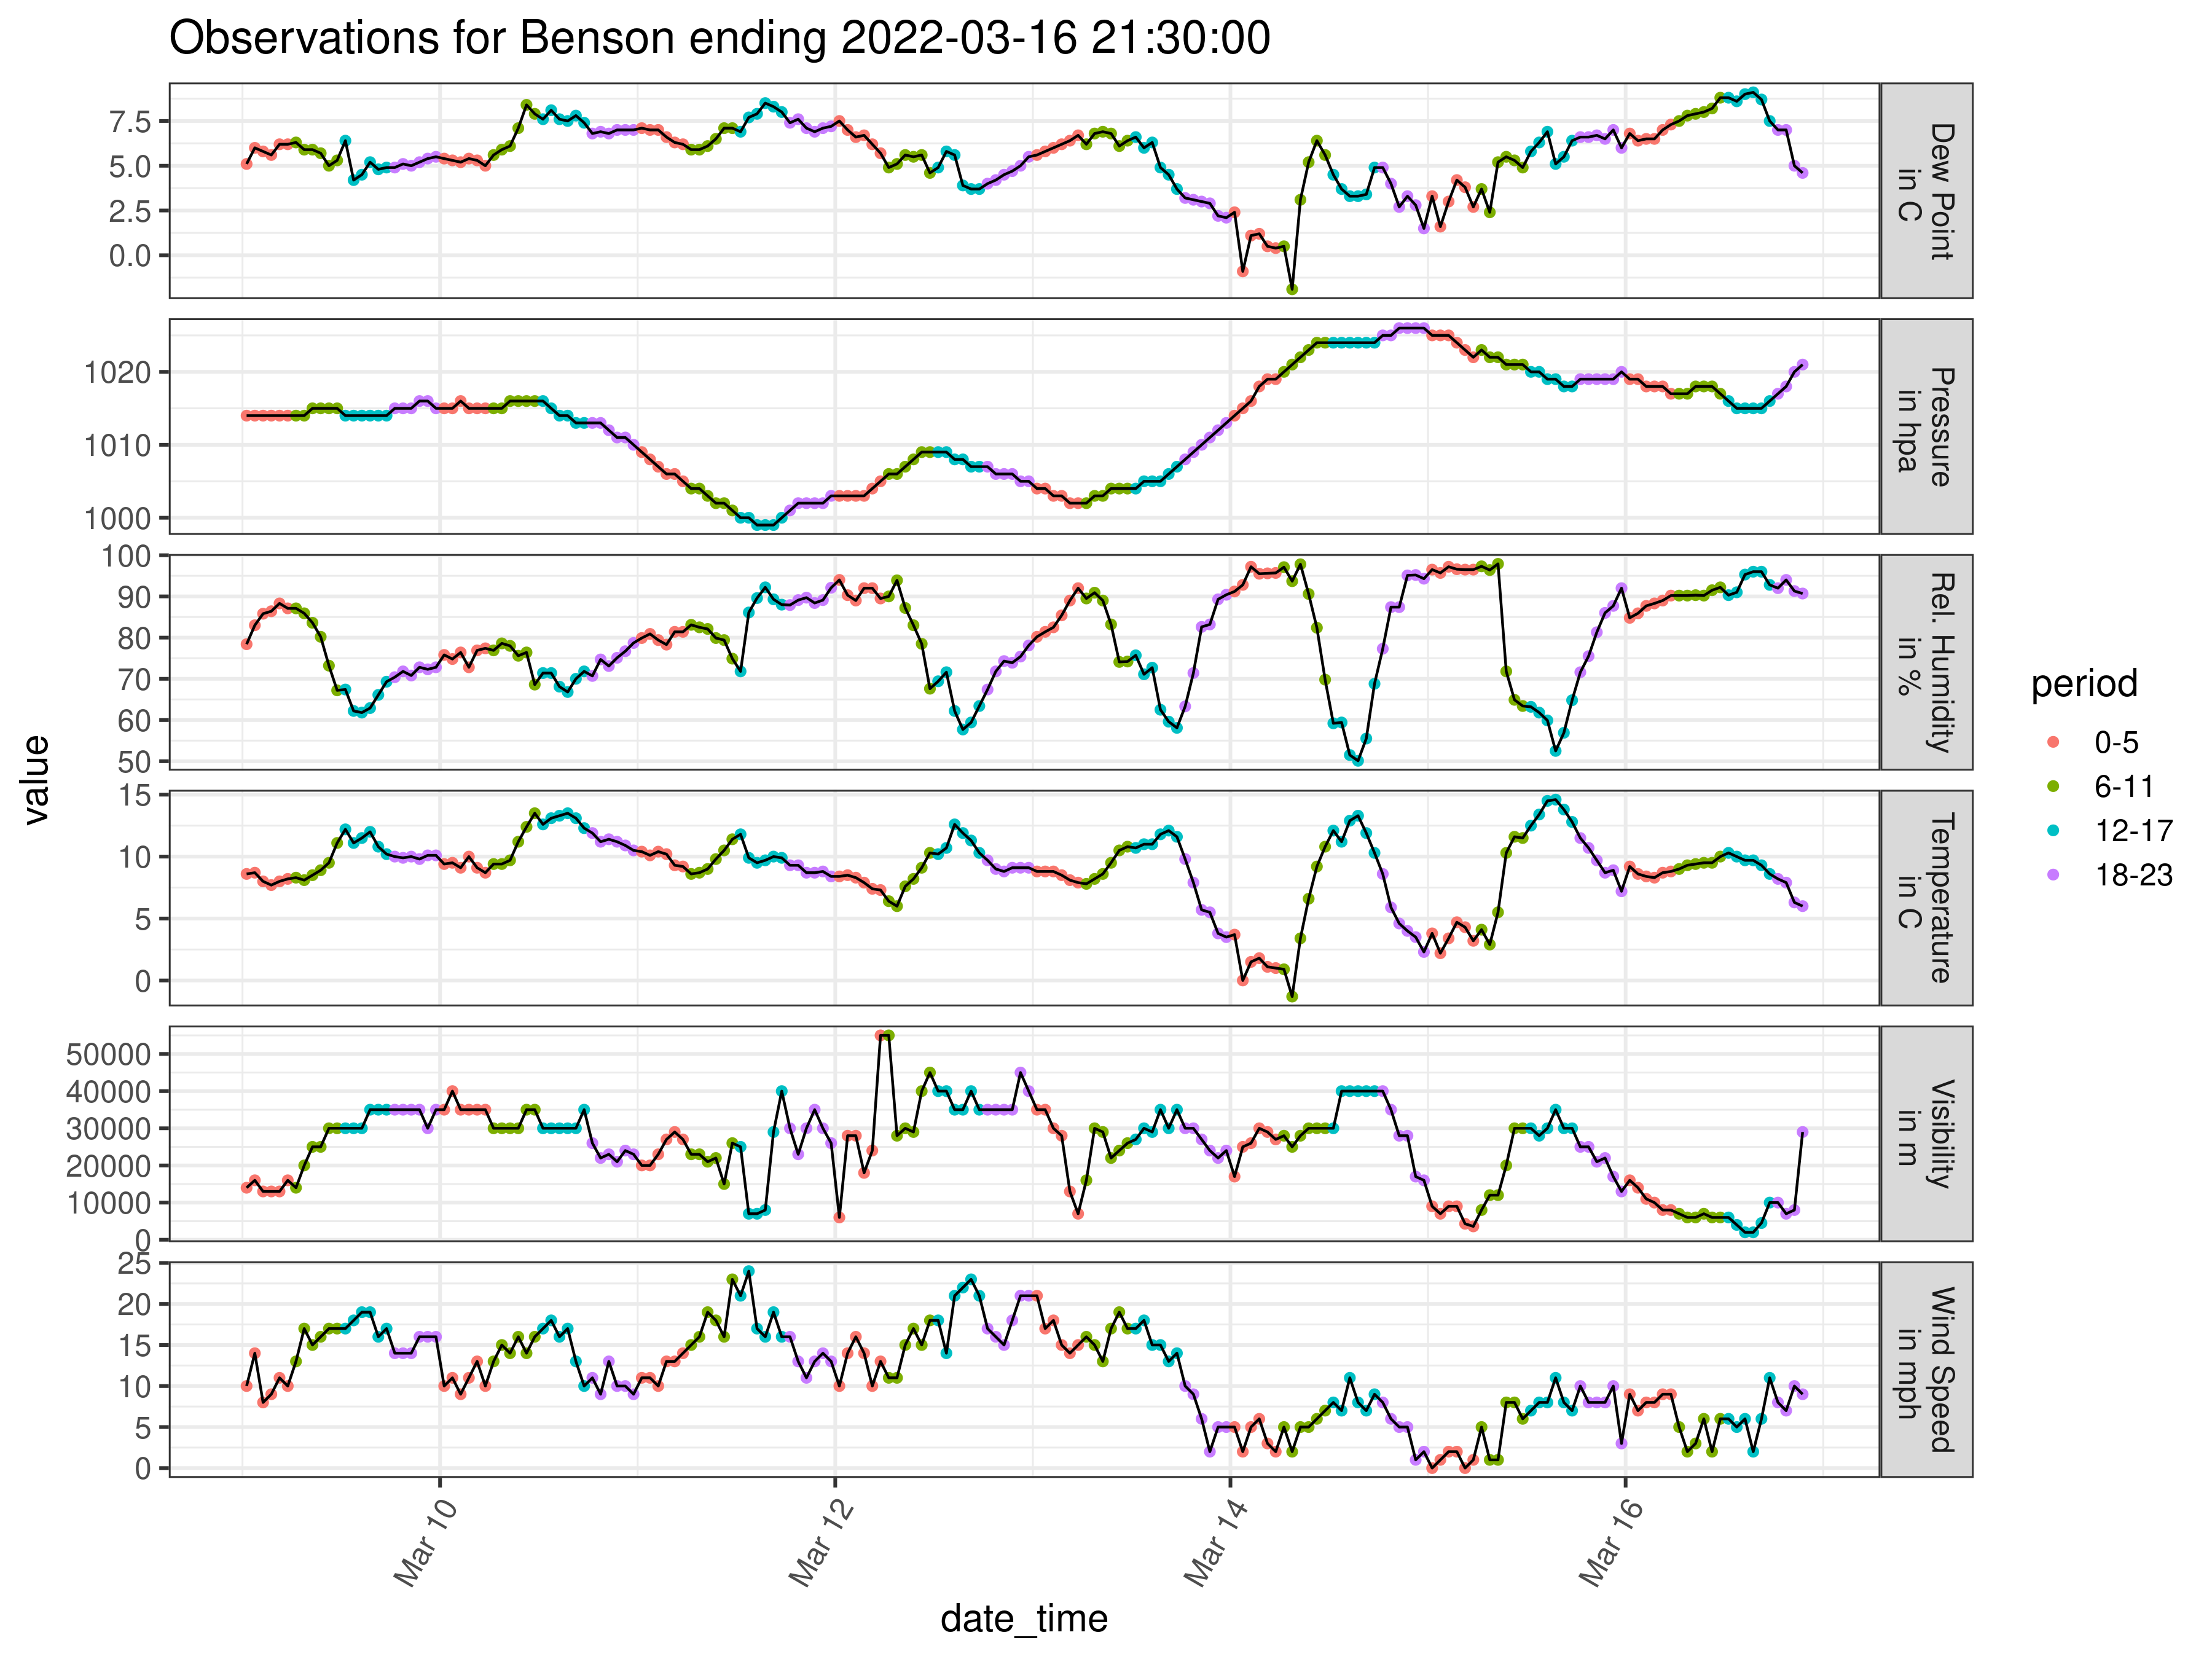 Observations for Benson ending 2022-03-16 21:30:00
value
7.5
5.0
2.5
0.0
Dew Point
in C
1020
1010
1000
Pressure
in hpa
100
90
80
70
60
50
Rel. Humidity
in %
15
10
5
0
Temperature
in C
50000
40000
30000
20000
10000
0
Visibility
in m
25
20
15
10
5
0
Wind Speed
in mph
Mar 10
Mar 12
Mar 14
Mar 16
date_time
period
0-5
6-11
12-17
18-23